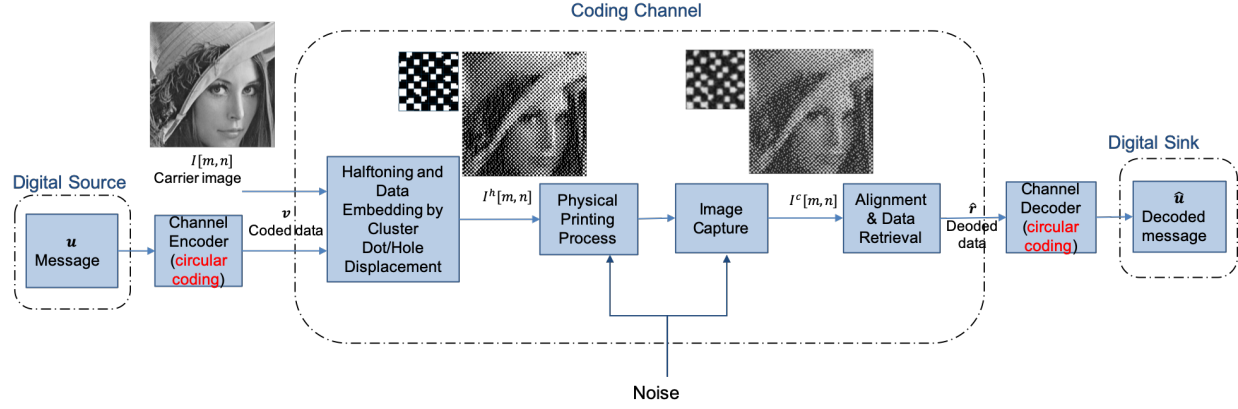 Coding Channel
I[m, n]
Carrier image
Digital Source
u
Message
Channel
Encoder
(circular
coding)
v
Coded data
Halftoning and
Data
Embedding by
Cluster
Dot/Hole
Displacement
Iʰ[m, n]
Physical
Printing
Process
Image
Capture
Iᶜ[m, n]
Alignment
& Data
Retrieval
r̂
Deoded
data
Channel
Decoder
(circular
coding)
Digital Sink
û
Decoded
message
Noise